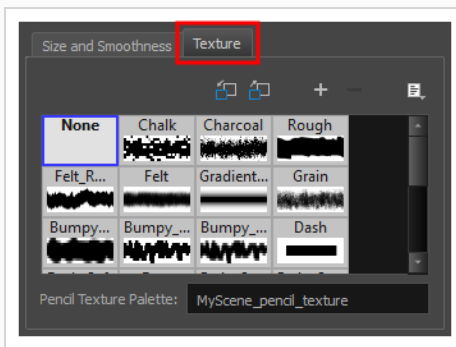 Size and Smoothness Texture
None Chalk Charcoal Rough
Felt_R... Felt Gradient... Grain
Bumpy... Bumpy_... Bumpy_... Dash
Pencil Texture Palette: MyScene_pencil_texture